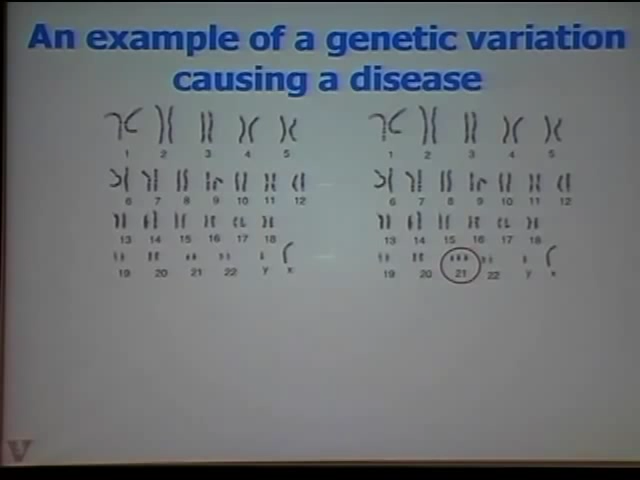 An example of a genetic variation
causing a disease
1 2 3 4 5 1 2 3 4 5
6 7 8 9 10 11 12 6 7 8 9 10 11 12
13 14 15 16 17 18 13 14 15 16 17 18
19 20 21 22 y x 19 20 21 22 y x
V